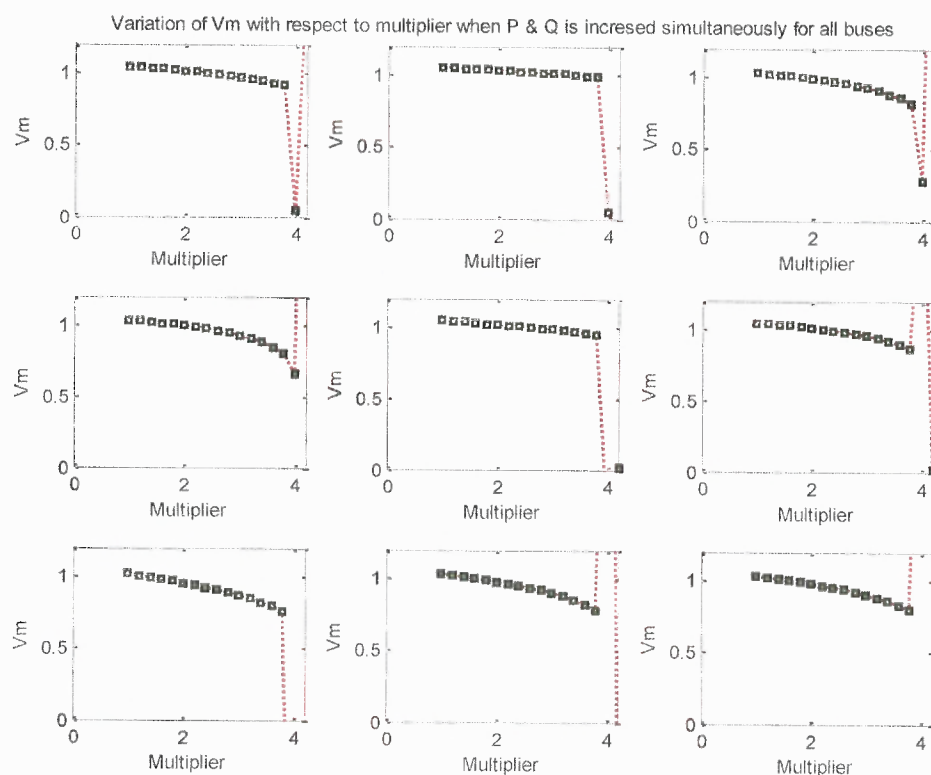 Variation of Vm with respect to multiplier when P & Q is incresed simultaneously for all buses
Vm
1
0.5
0
0 2 4
Multiplier
Vm
1
0.5
0
0 2 4
Multiplier
Vm
1
0.5
0
0 2 4
Multiplier
Vm
1
0.5
0
0 2 4
Multiplier
Vm
1
0.5
0
0 2 4
Multiplier
Vm
1
0.5
0
0 2 4
Multiplier
Vm
1
0.5
0
0 2 4
Multiplier
Vm
1
0.5
0
0 2 4
Multiplier
Vm
1
0.5
0
0 2 4
Multiplier